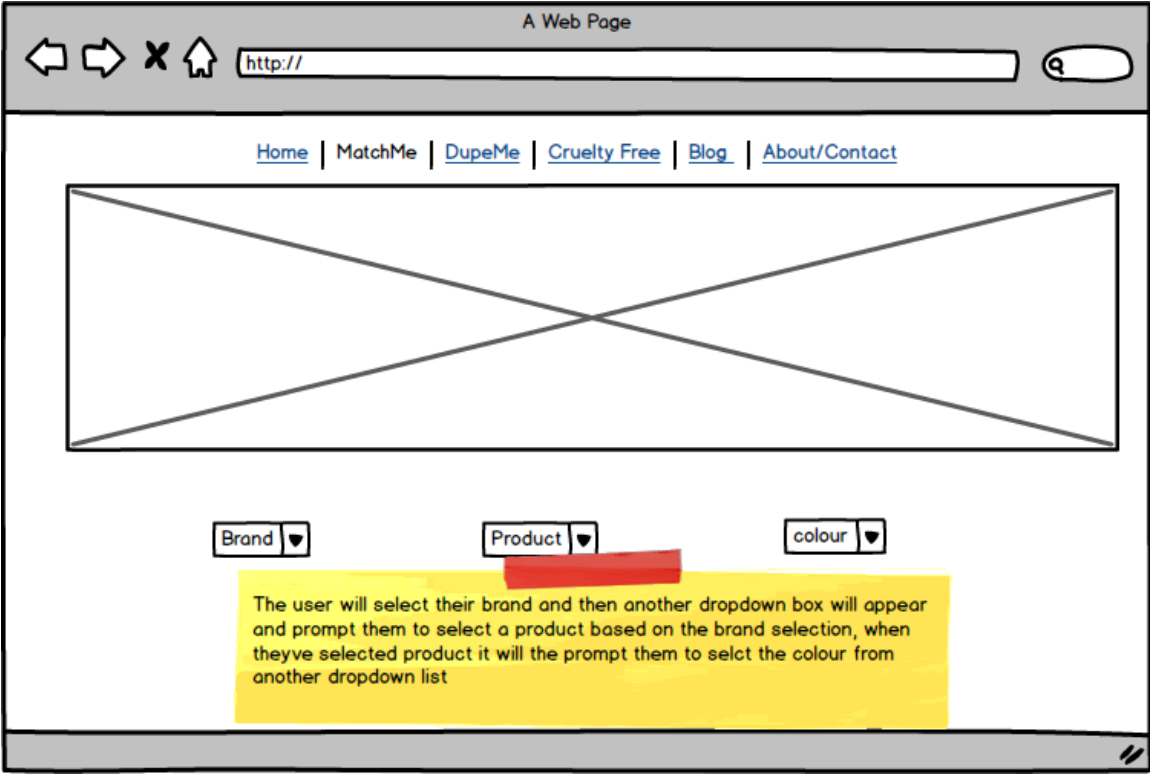 A Web Page
http://
Home | MatchMe | DupeMe | Cruelty Free | Blog | About/Contact
Brand Product colour
The user will select their brand and then another dropdown box will appear
and prompt them to select a product based on the brand selection, when
theyve selected product it will the prompt them to selct the colour from
another dropdown list